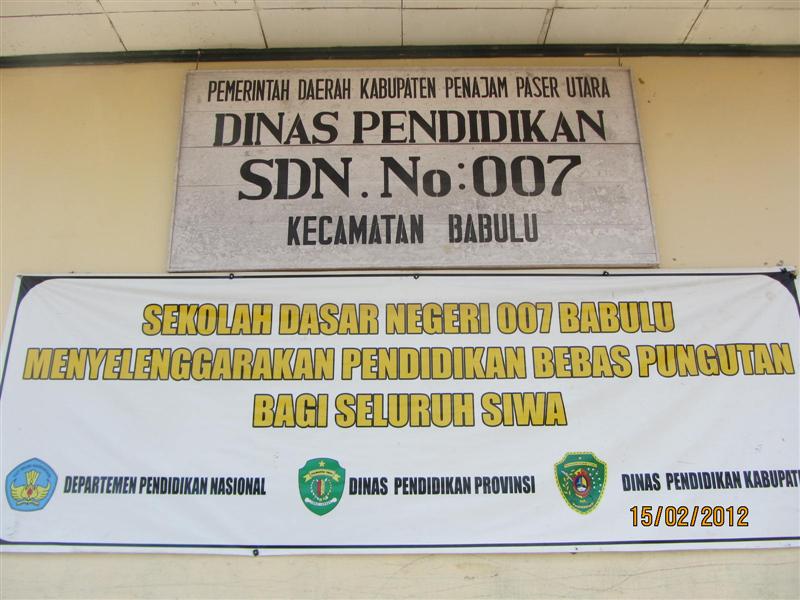 PEMERINTAH DAERAH KABUPATEN PENAJAM PASER UTARA
DINAS PENDIDIKAN
SDN. No: 007
KECAMATAN BABULU
SEKOLAH DASAR NEGERI 007 BABULU
MENYELENGGARAKAN PENDIDIKAN BEBAS PUNGUTAN
BAGI SELURUH SIWA
DEPARTEMEN PENDIDIKAN NASIONAL
DINAS PENDIDIKAN PROVINSI
DINAS PENDIDIKAN KABUPAT
15/02/2012